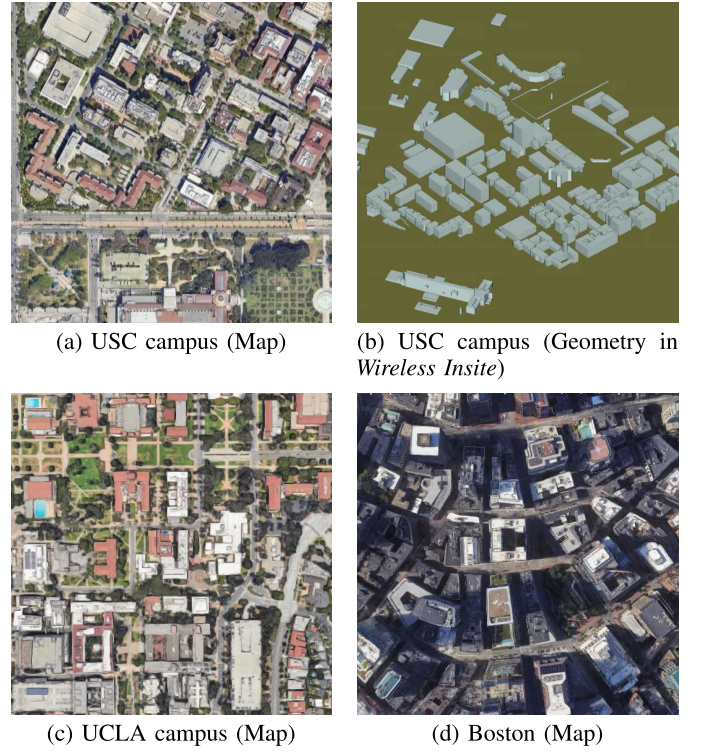 (a) USC campus (Map)
(b) USC campus (Geometry in
Wireless Insite)
(c) UCLA campus (Map)
(d) Boston (Map)